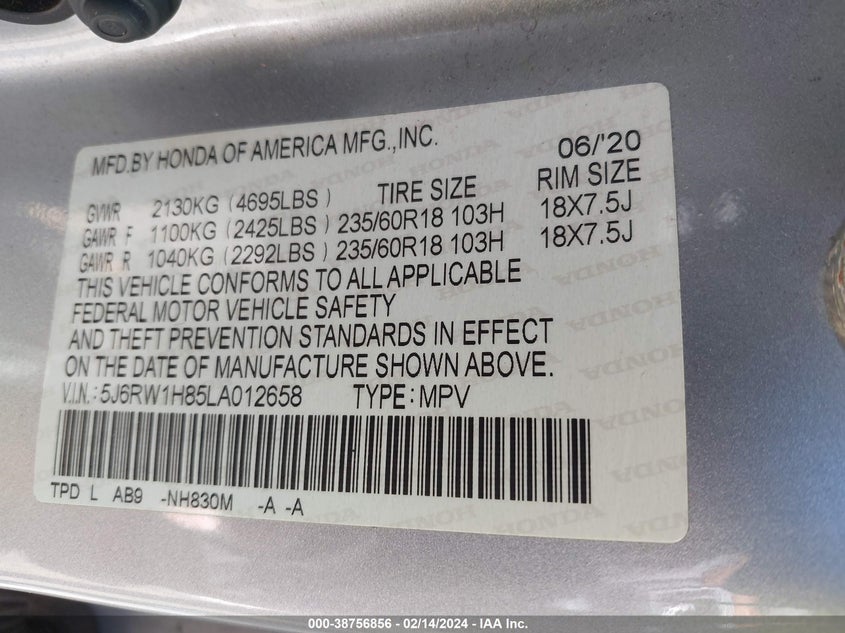 MFD.BY HONDA OF AMERICA MFG.,INC. 06/'20
GVWR 2130KG (4695LBS) TIRE SIZE RIM SIZE
GAWR F 1100KG (2425LBS) 235/60R18 103H 18X7.5J
GAWR R 1040KG (2292LBS) 235/60R18 103H 18X7.5J
THIS VEHICLE CONFORMS TO ALL APPLICABLE
FEDERAL MOTOR VEHICLE SAFETY
AND THEFT PREVENTION STANDARDS IN EFFECT
ON THE DATE OF MANUFACTURE SHOWN ABOVE.
V.I.N.: 5J6RW1H85LA012658 TYPE: MPV
TPD L AB9 -NH830M -A -A
000-38756856 | 02/14/2024 | IAA Inc.